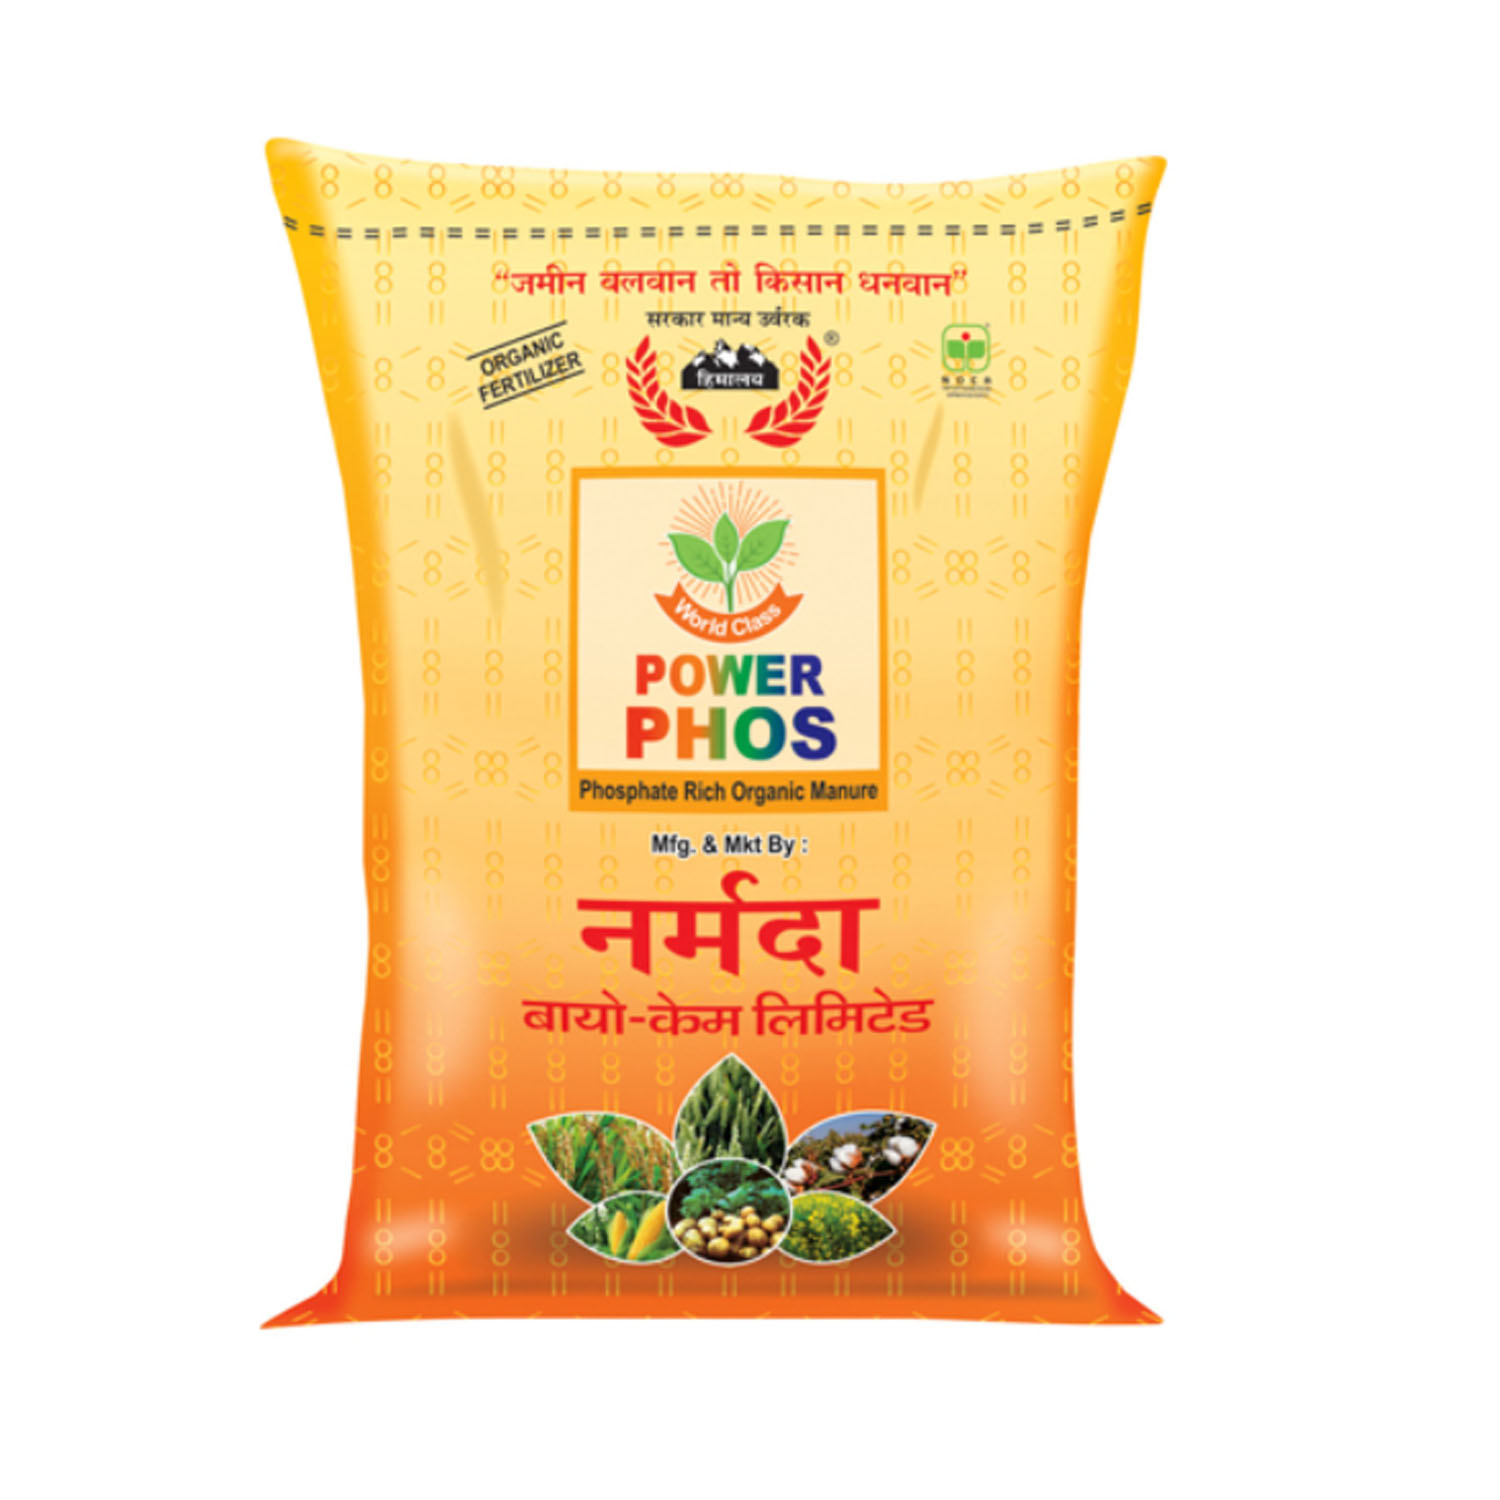 “जमीन बलवान तो किसान धनवान”
सरकार मान्य उर्वरक
ORGANIC
FERTILIZER
हिमालय
®
World Class
POWER
PHOS
Phosphate Rich Organic Manure
Mfg. & Mkt By :
नर्मदा
बायो-केम लिमिटेड